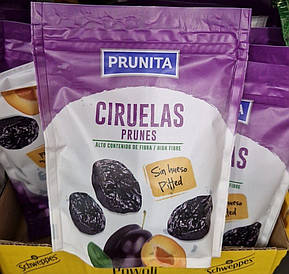 PRUNITA
CIRUELAS
PRUNES
ALTO CONTENIDO DE FIBRA / HIGH FIBRE
Sin hueso
Pitted
Schweppes
Schweppes